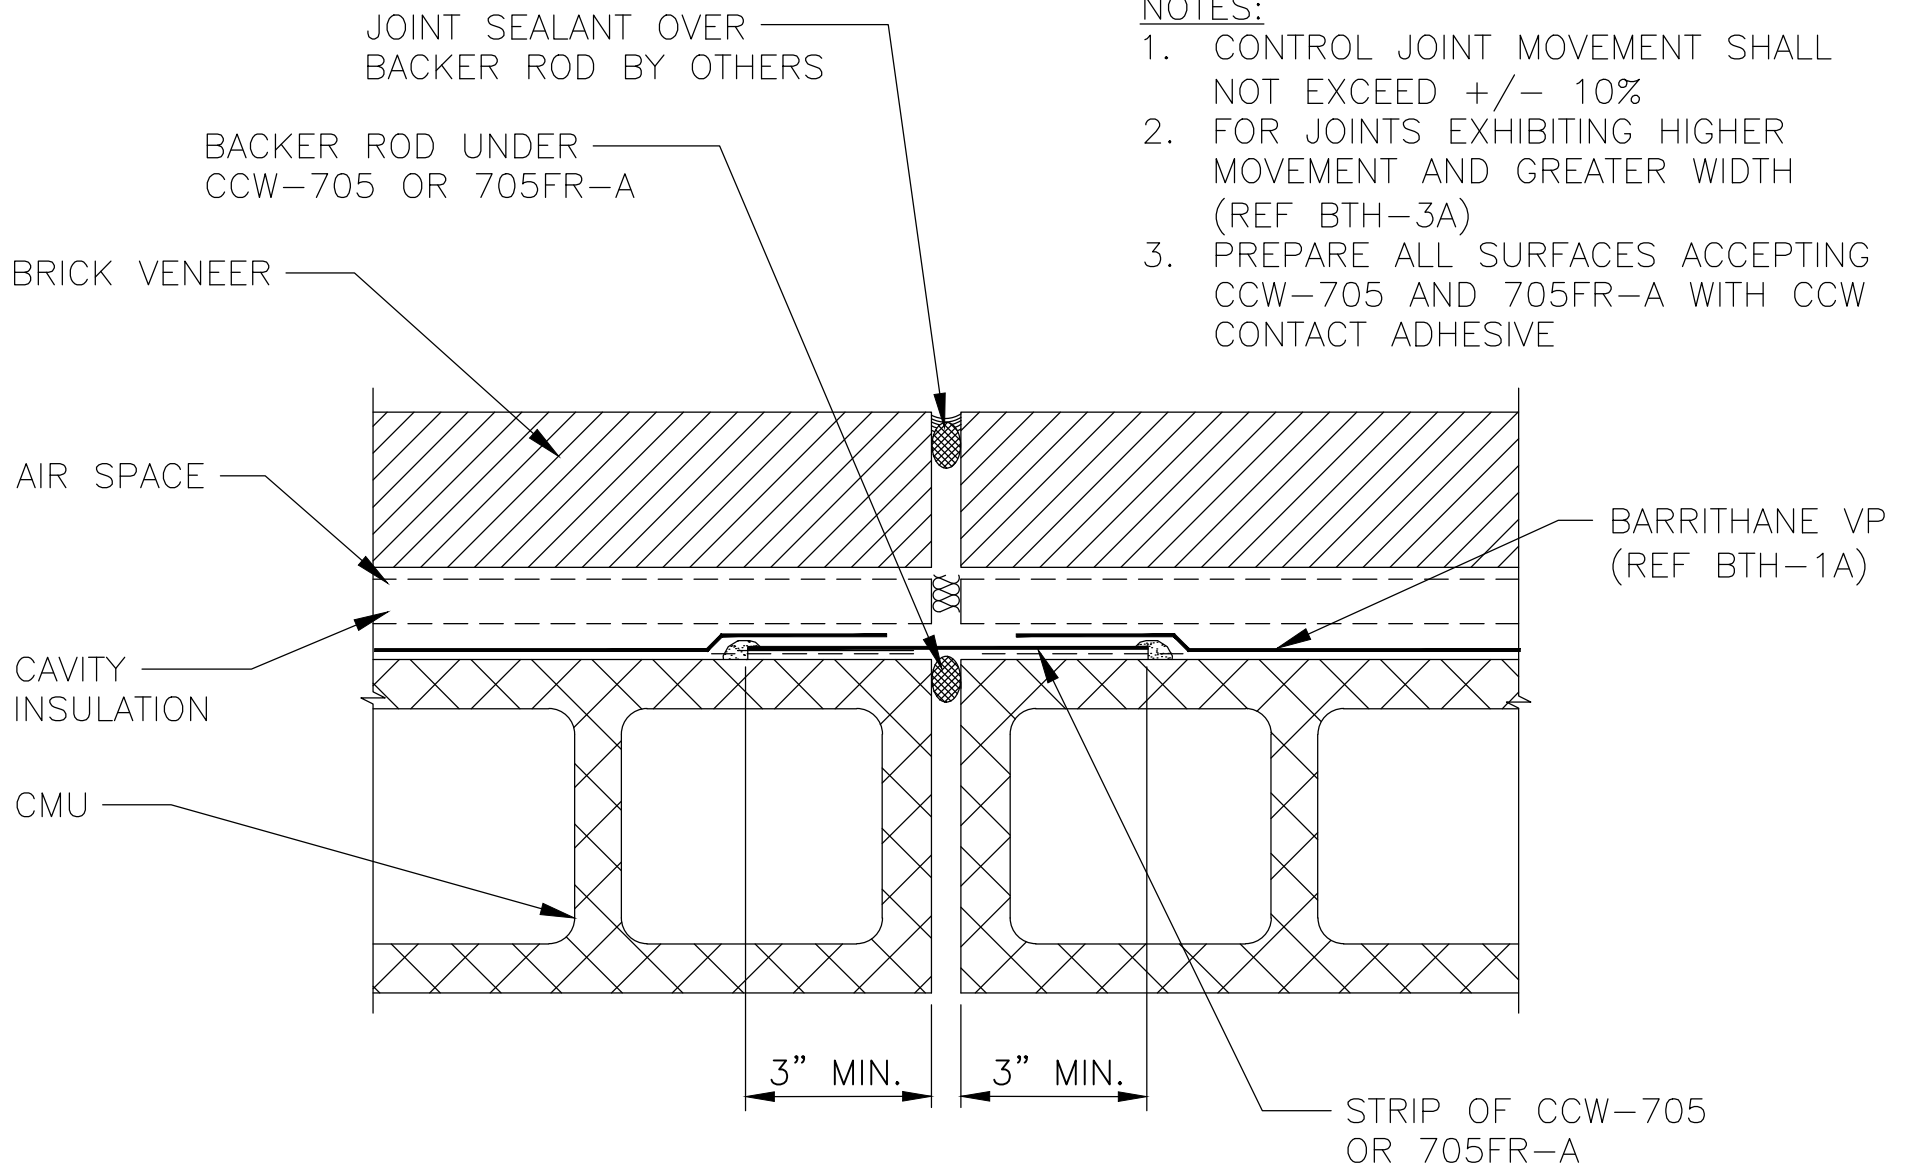 JOINT SEALANT OVER
BACKER ROD BY OTHERS
BACKER ROD UNDER
CCW-705 OR 705FR-A
BRICK VENEER
AIR SPACE
CAVITY
INSULATION
CMU
NOTES:
1. CONTROL JOINT MOVEMENT SHALL
NOT EXCEED +/- 10%
2. FOR JOINTS EXHIBITING HIGHER
MOVEMENT AND GREATER WIDTH
(REF BTH-3A)
3. PREPARE ALL SURFACES ACCEPTING
CCW-705 AND 705FR-A WITH CCW
CONTACT ADHESIVE
BARRITHANE VP
(REF BTH-1A)
3" MIN.
3" MIN.
STRIP OF CCW-705
OR 705FR-A